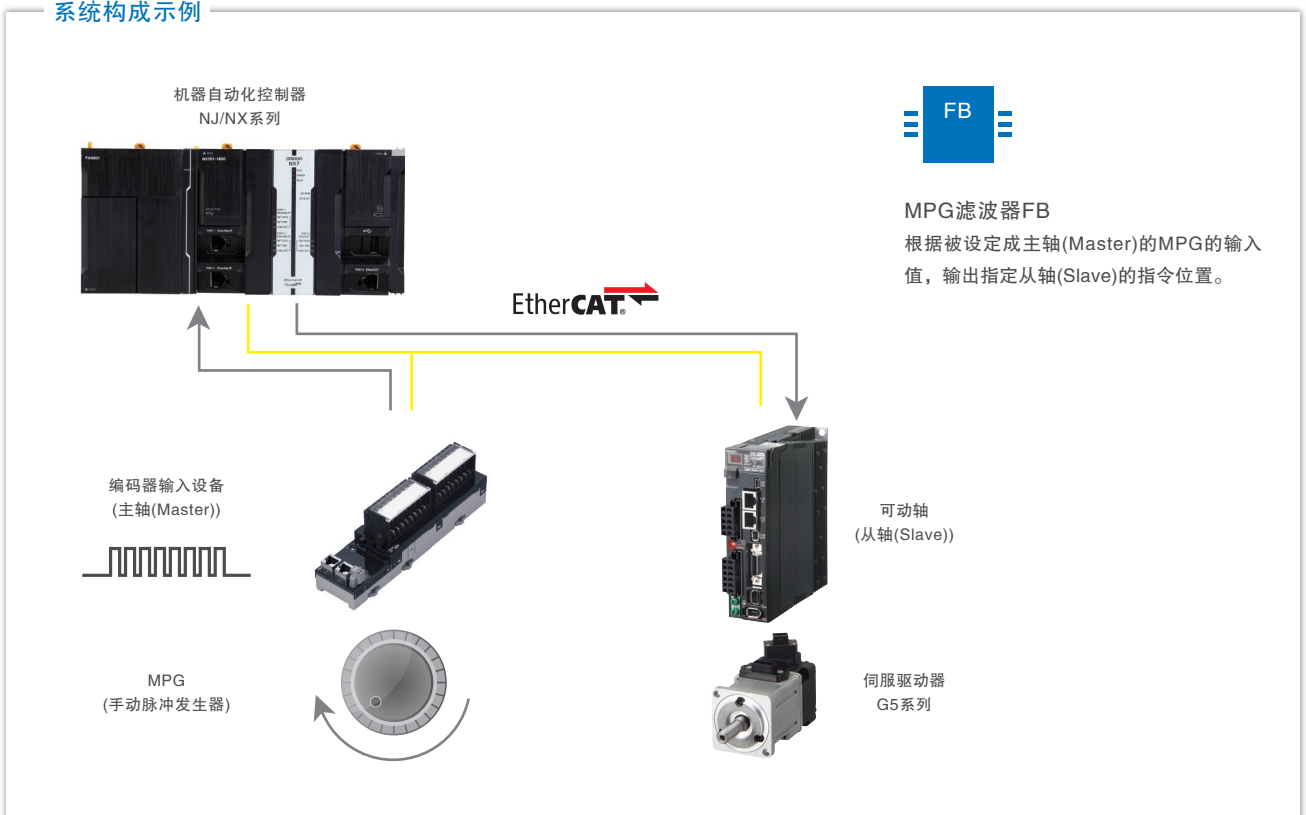 系统构成示例
机器自动化控制器
NJ/NX系列
FB
MPG滤波器FB
根据被设定成主轴(Master)的MPG的输入
值，输出指定从轴(Slave)的指令位置。
EtherCAT®
编码器输入设备
(主轴(Master))
可动轴
(从轴(Slave))
MPG
(手动脉冲发生器)
伺服驱动器
G5系列
OMRON
NX7